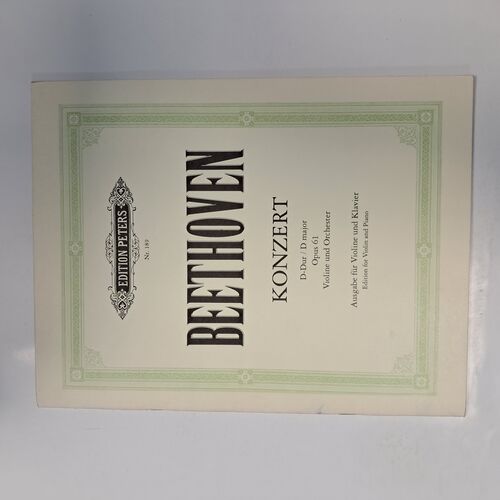 EDITION PETERS
Nr. 189
BEETHOVEN
KONZERT
D-Dur / D major
Opus 61
Violine und Orchester
Ausgabe für Violine und Klavier
Edition for Violin and Piano